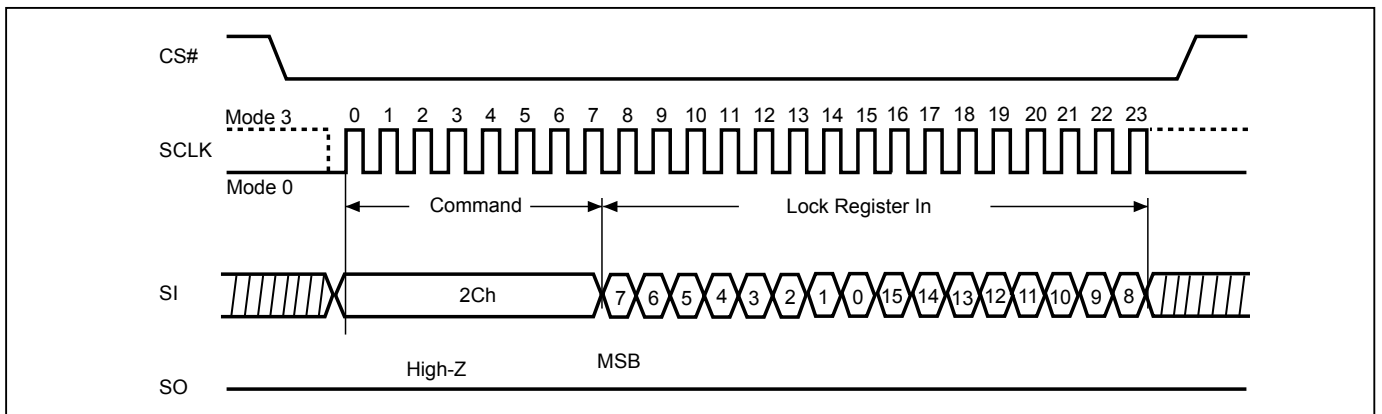 CS#
Mode 3 0 1 2 3 4 5 6 7 8 9 10 11 12 13 14 15 16 17 18 19 20 21 22 23
SCLK
Mode 0
Command Lock Register In
SI 2Ch 7 6 5 4 3 2 1 0 15 14 13 12 11 10 9 8
High-Z MSB
SO